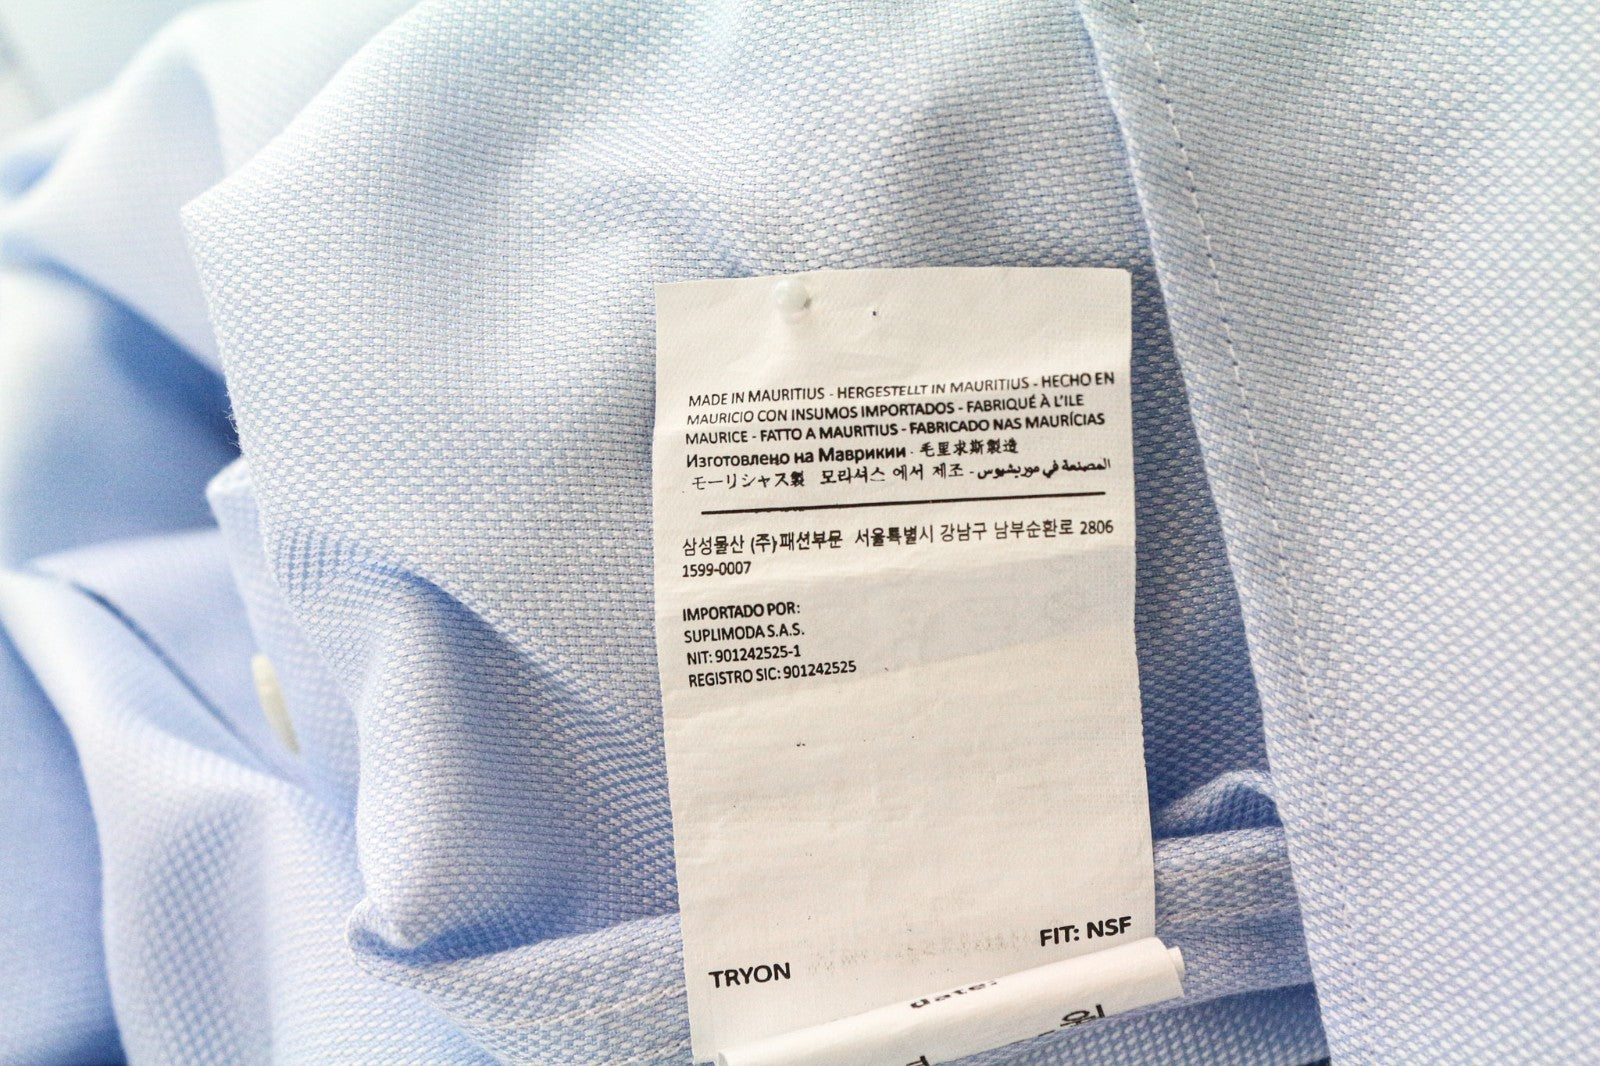 MADE IN MAURITIUS - HERGESTELLT IN MAURITIUS - HECHO EN
MAURICIO CON INSUMOS IMPORTADOS - FABRIQUÉ À L'ILE
MAURICE - FATTO A MAURITIUS - FABRICADO NAS MAURÍCIAS
Изготовлено на Маврикии - 毛里求斯製造
モーリシャス製 모리셔스 에서 제조 - المصنعة في موريشيوس
삼성물산 (주)패션부문 서울특별시 강남구 남부순환로 2806
1599-0007
IMPORTADO POR:
SUPLIMODA S.A.S.
NIT: 901242525-1
REGISTRO SIC: 901242525
FIT: NSF
TRYON
date: